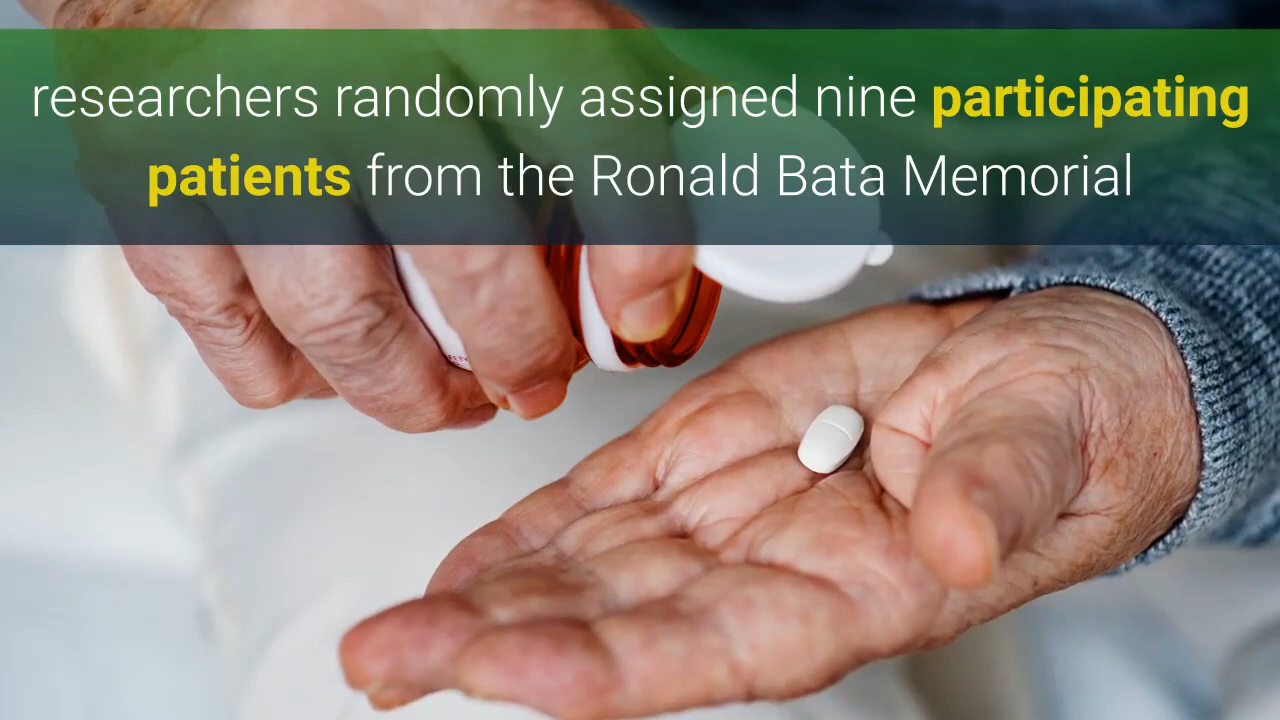 researchers randomly assigned nine participating
patients from the Ronald Bata Memorial